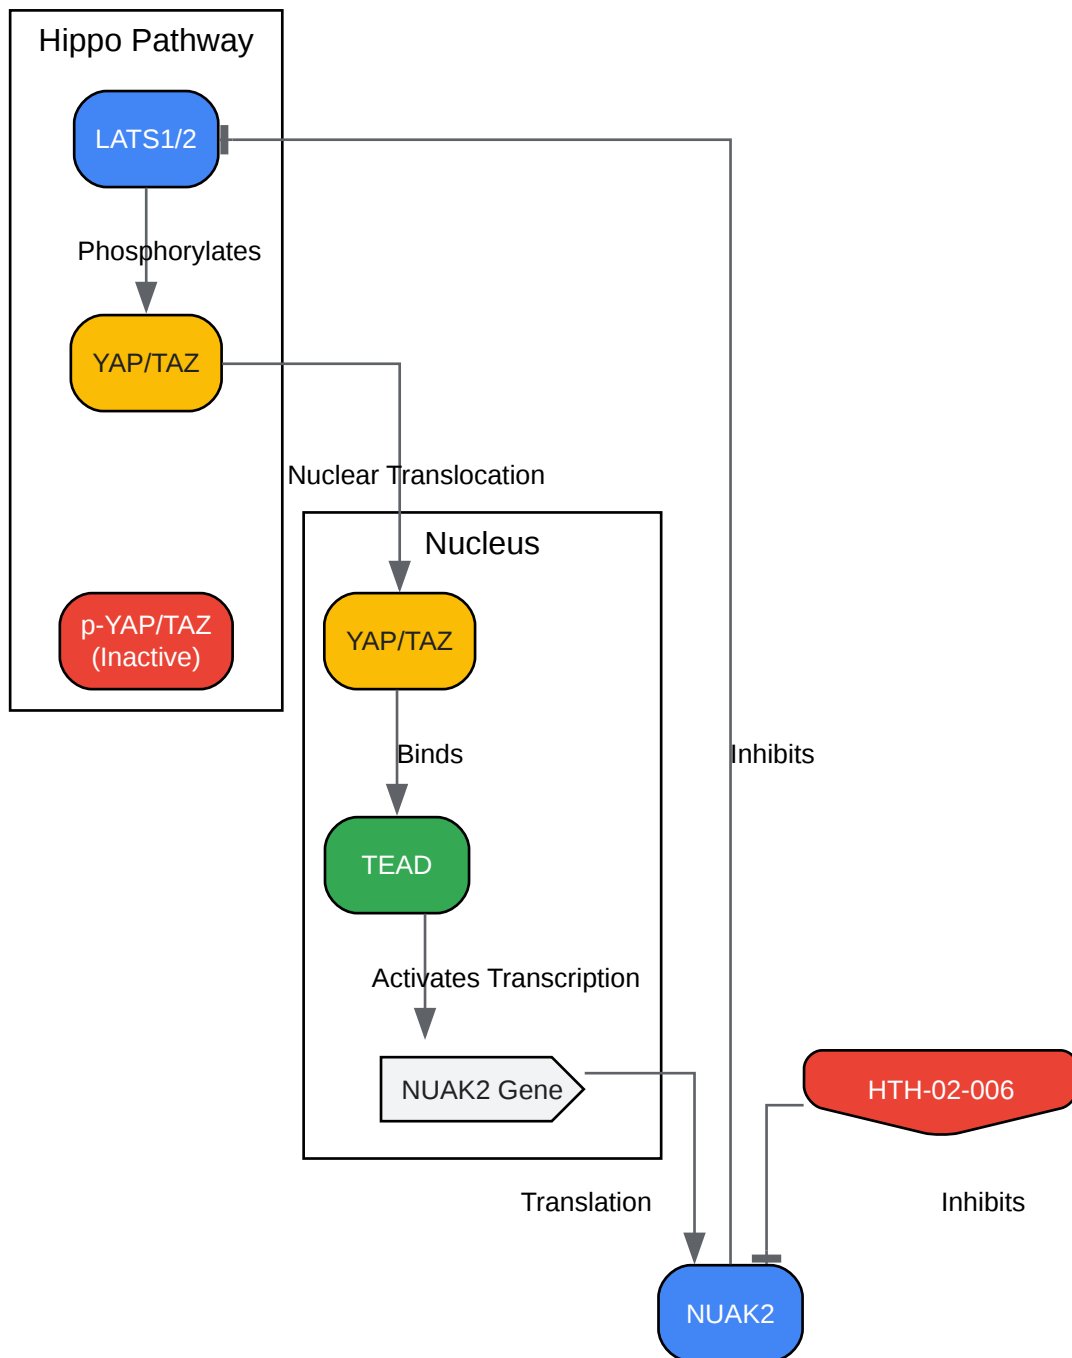 Hippo Pathway
LATS1/2
Phosphorylates
YAP/TAZ
Nuclear Translocation
Nucleus
p-YAP/TAZ
(Inactive)
YAP/TAZ
Binds
Inhibits
TEAD
Activates Transcription
NUAK2 Gene
HTH-02-006
Translation
Inhibits
NUAK2